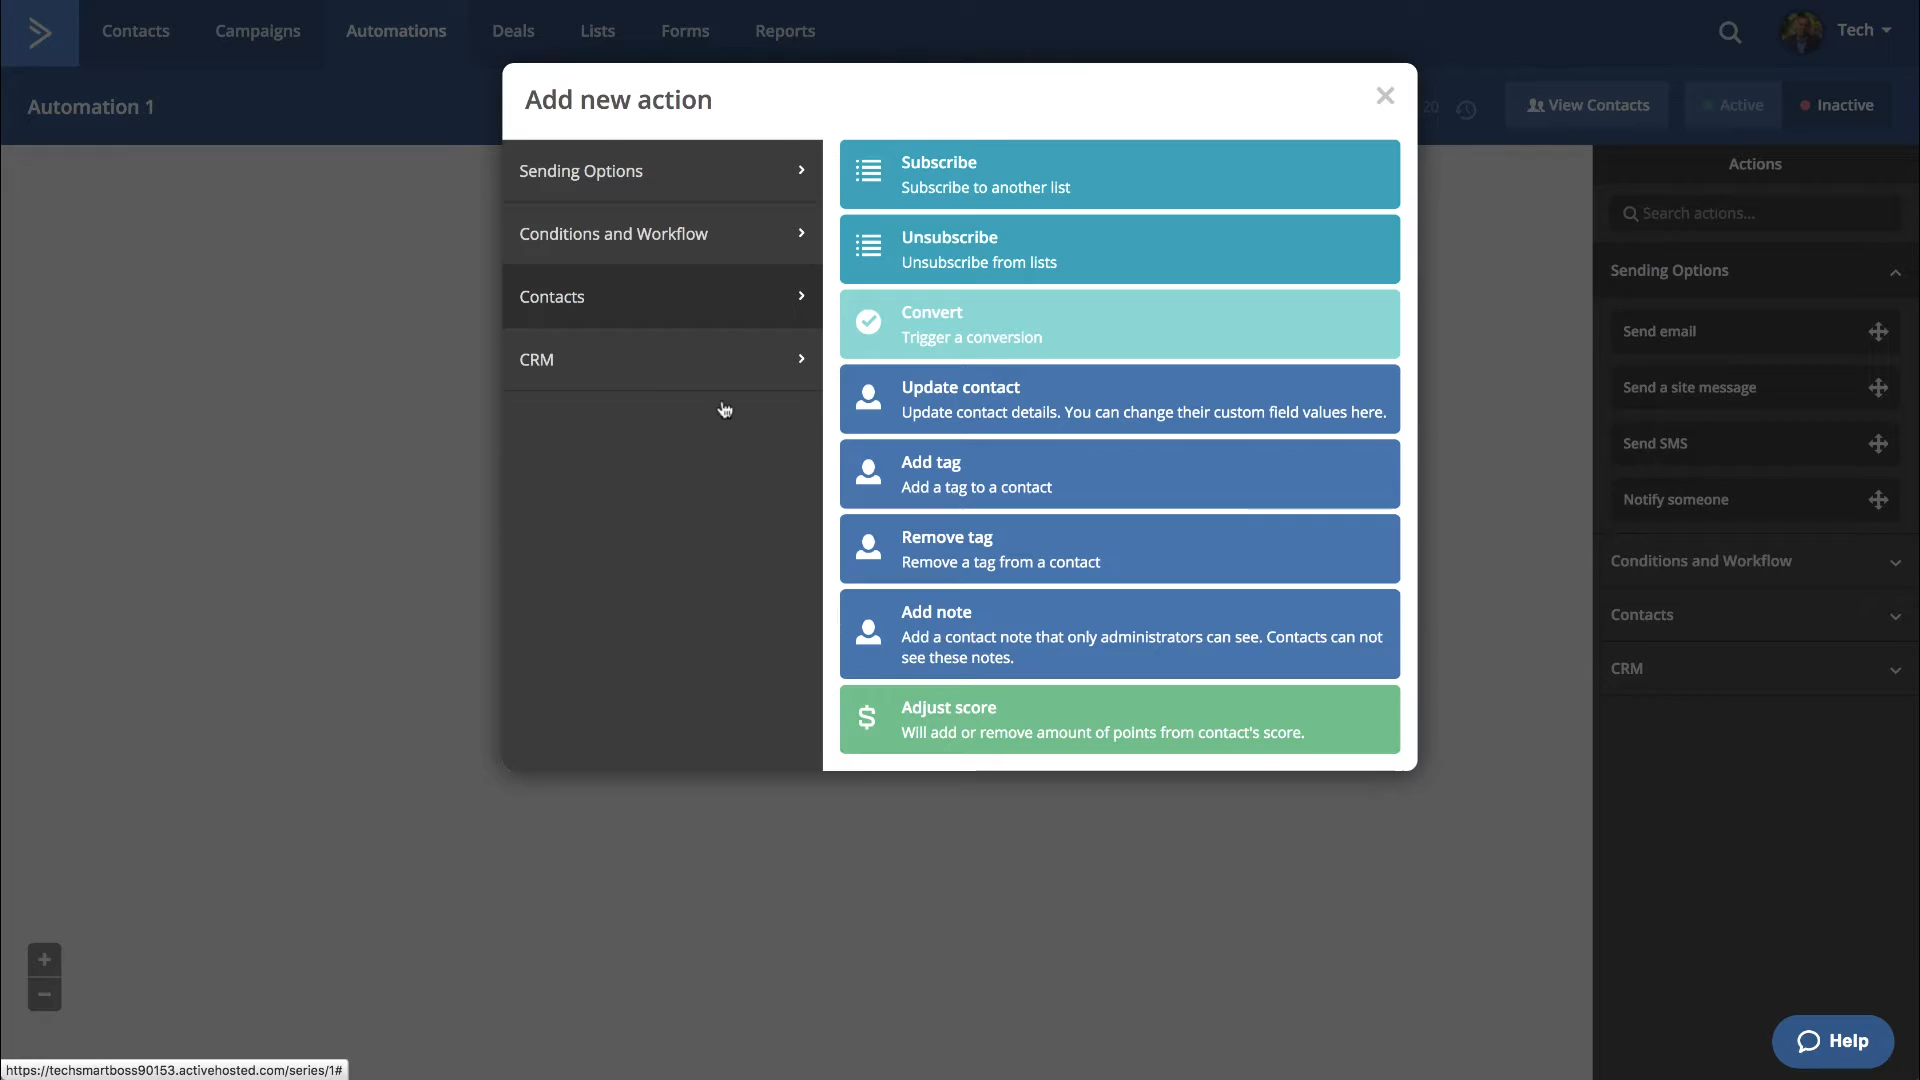 Contacts
Campaigns
Automations
Deals
Lists
Forms
Reports
Tech
Automation 1
Add new action
20
View Contacts
Active
Inactive
Sending Options
Conditions and Workflow
Contacts
CRM
Subscribe
Subscribe to another list
Unsubscribe
Unsubscribe from lists
Convert
Trigger a conversion
Update contact
Update contact details. You can change their custom field values here.
Add tag
Add a tag to a contact
Remove tag
Remove a tag from a contact
Add note
Add a contact note that only administrators can see. Contacts can not
see these notes.
Adjust score
Will add or remove amount of points from contact's score.
Actions
Search actions...
Sending Options
Send email
Send a site message
Send SMS
Notify someone
Conditions and Workflow
Contacts
CRM
Help
https://techsmartboss90153.activehosted.com/series/1#